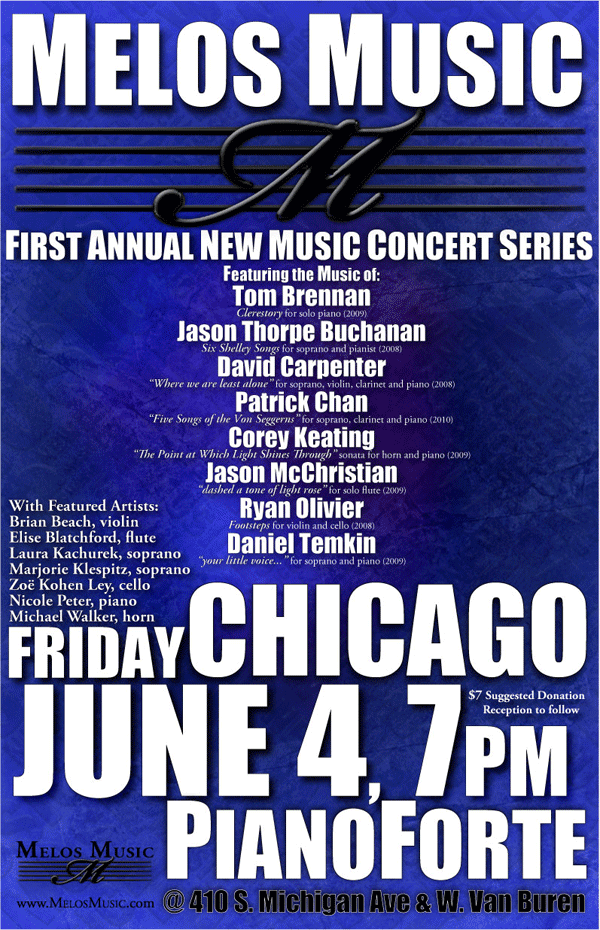 MELOS MUSIC
M
FIRST ANNUAL NEW MUSIC CONCERT SERIES
Featuring the Music of:
Tom Brennan
Clerestory for solo piano (2009)
Jason Thorpe Buchanan
Six Shelley Songs for soprano and pianist (2008)
David Carpenter
“Where we are least alone” for soprano, violin, clarinet and piano (2008)
Patrick Chan
“Five Songs of the Von Seggerns” for soprano, clarinet and piano (2010)
Corey Keating
“The Point at Which Light Shines Through” sonata for horn and piano (2009)
Jason McChristian
“dashed a tone of light rose” for solo flute (2009)
Ryan Olivier
Footsteps for violin and cello (2008)
Daniel Temkin
“your little voice...” for soprano and piano (2009)
With Featured Artists:
Brian Beach, violin
Elise Blatchford, flute
Laura Kachurek, soprano
Marjorie Klespitz, soprano
Zoë Kohen Ley, cello
Nicole Peter, piano
Michael Walker, horn
FRIDAY CHICAGO
JUNE 4, 7PM
$7 Suggested Donation
Reception to follow
PIANOFORTE
MELOS MUSIC
M
www.MelosMusic.com
@ 410 S. Michigan Ave & W. Van Buren